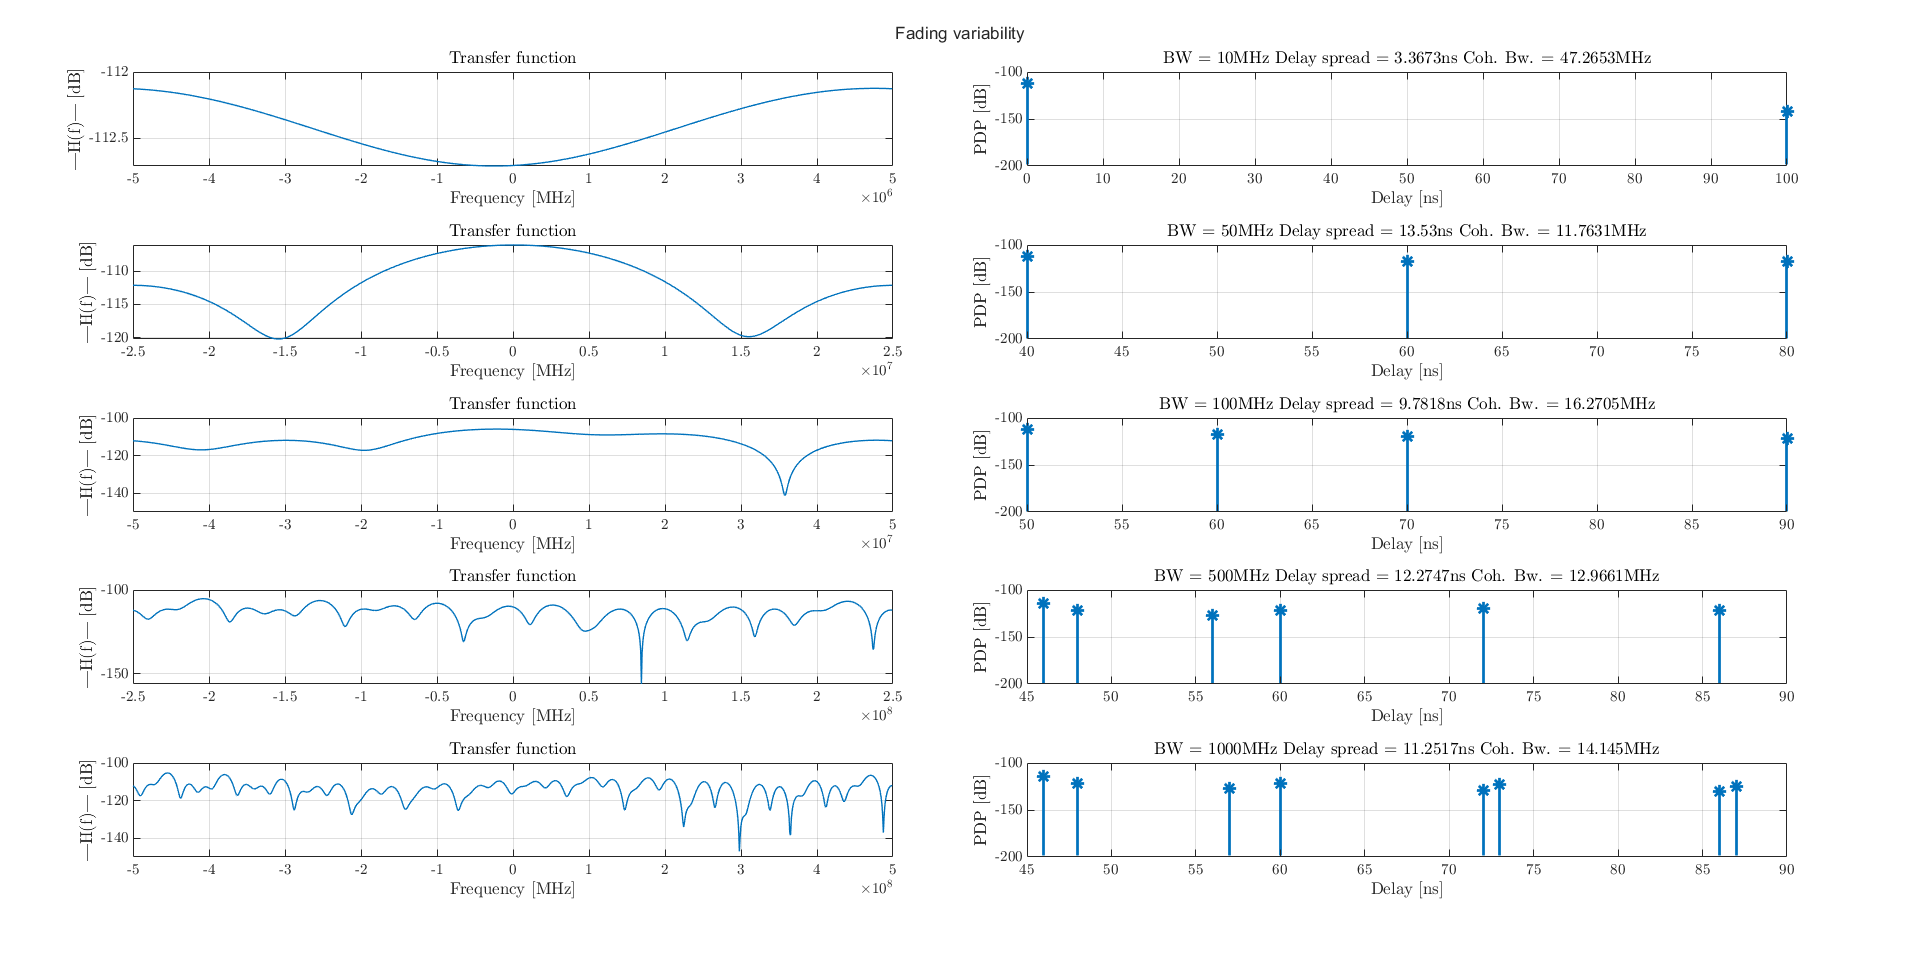 Fading variability
Transfer function
—H(f)— [dB]
-112
-112.5
-5 -4 -3 -2 -1 0 1 2 3 4 5
Frequency [MHz]
×10^6
BW = 10MHz Delay spread = 3.3673ns Coh. Bw. = 47.2653MHz
PDP [dB]
-100
-150
-200
0 10 20 30 40 50 60 70 80 90 100
Delay [ns]
Transfer function
—H(f)— [dB]
-110
-115
-120
-2.5 -2 -1.5 -1 -0.5 0 0.5 1 1.5 2 2.5
Frequency [MHz]
×10^7
BW = 50MHz Delay spread = 13.53ns Coh. Bw. = 11.7631MHz
PDP [dB]
-100
-150
-200
40 45 50 55 60 65 70 75 80
Delay [ns]
Transfer function
—H(f)— [dB]
-100
-120
-140
-5 -4 -3 -2 -1 0 1 2 3 4 5
Frequency [MHz]
×10^7
BW = 100MHz Delay spread = 9.7818ns Coh. Bw. = 16.2705MHz
PDP [dB]
-100
-150
-200
50 55 60 65 70 75 80 85 90
Delay [ns]
Transfer function
—H(f)— [dB]
-100
-150
-2.5 -2 -1.5 -1 -0.5 0 0.5 1 1.5 2 2.5
Frequency [MHz]
×10^8
BW = 500MHz Delay spread = 12.2747ns Coh. Bw. = 12.9661MHz
PDP [dB]
-100
-150
-200
45 50 55 60 65 70 75 80 85 90
Delay [ns]
Transfer function
—H(f)— [dB]
-100
-120
-140
-5 -4 -3 -2 -1 0 1 2 3 4 5
Frequency [MHz]
×10^8
BW = 1000MHz Delay spread = 11.2517ns Coh. Bw. = 14.145MHz
PDP [dB]
-100
-150
-200
45 50 55 60 65 70 75 80 85 90
Delay [ns]